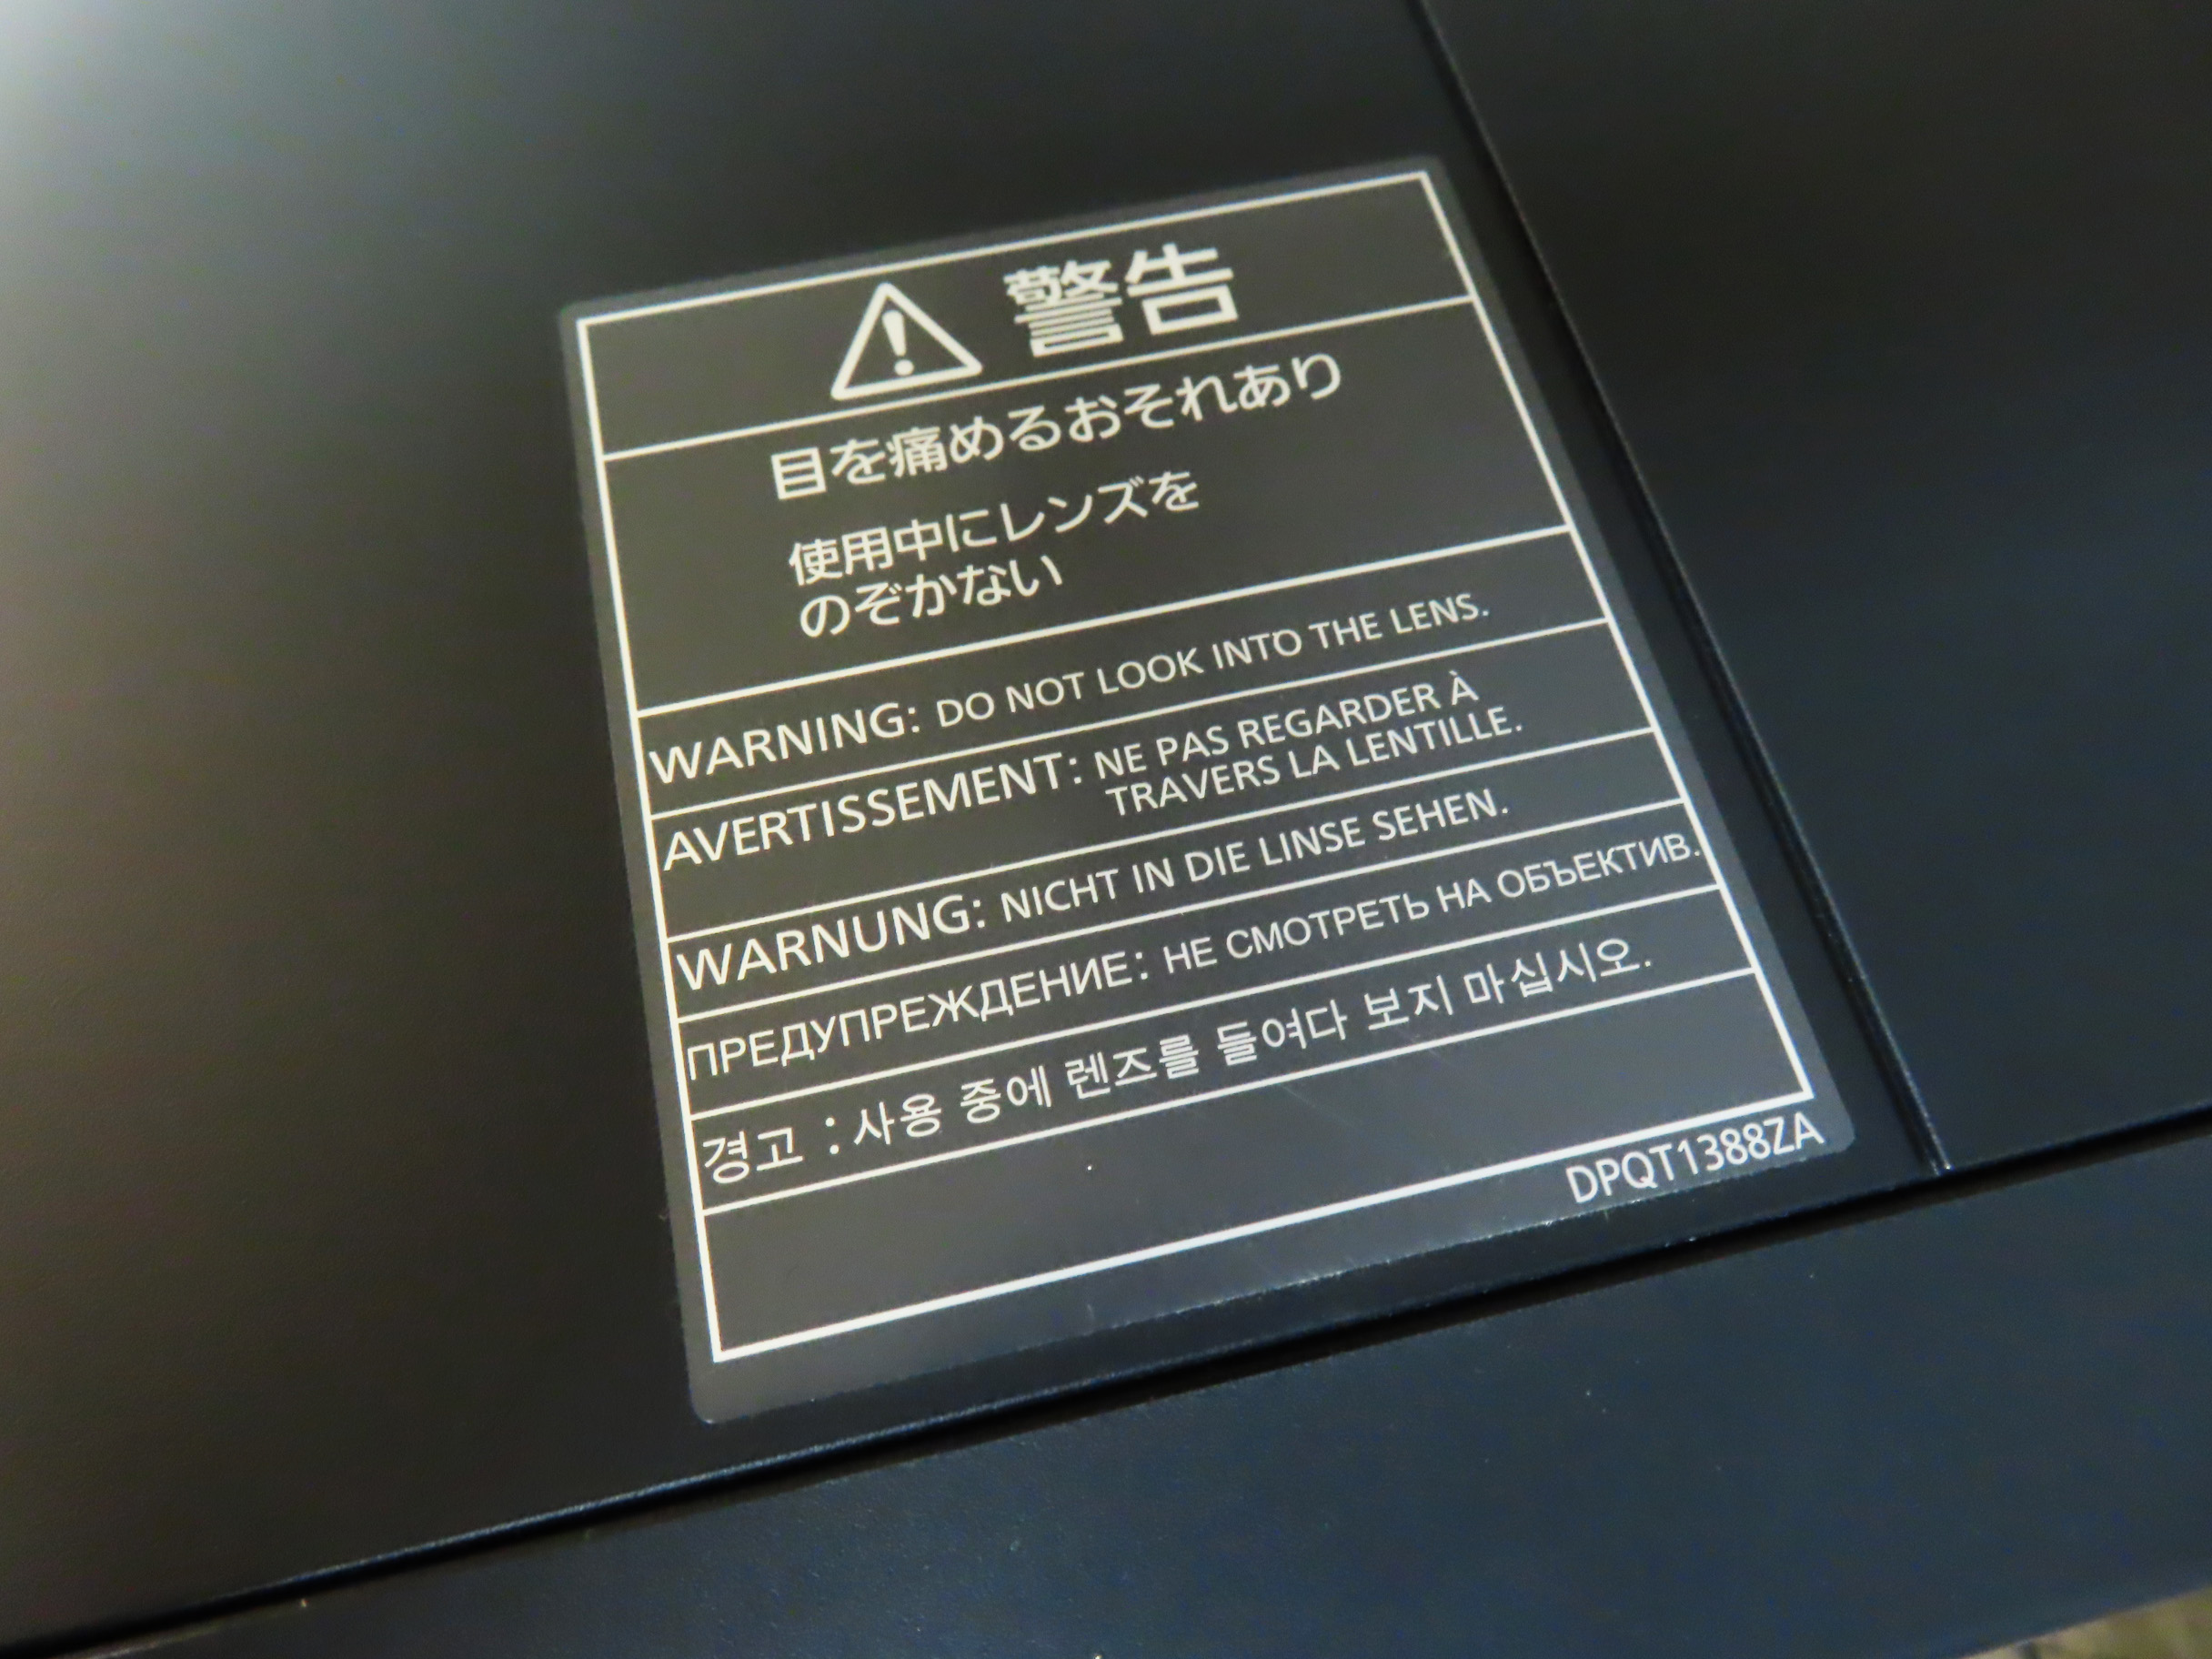 警告
目を痛めるおそれあり
使用中にレンズを
のぞかない
WARNING: DO NOT LOOK INTO THE LENS.
AVERTISSEMENT: NE PAS REGARDER À
TRAVERS LA LENTILLE.
WARNUNG: NICHT IN DIE LINSE SEHEN.
ПРЕДУПРЕЖДЕНИЕ: НЕ СМОТРЕТЬ НА ОБЪЕКТИВ.
경고 : 사용 중에 렌즈를 들여다 보지 마십시오.
DPQT1388ZA